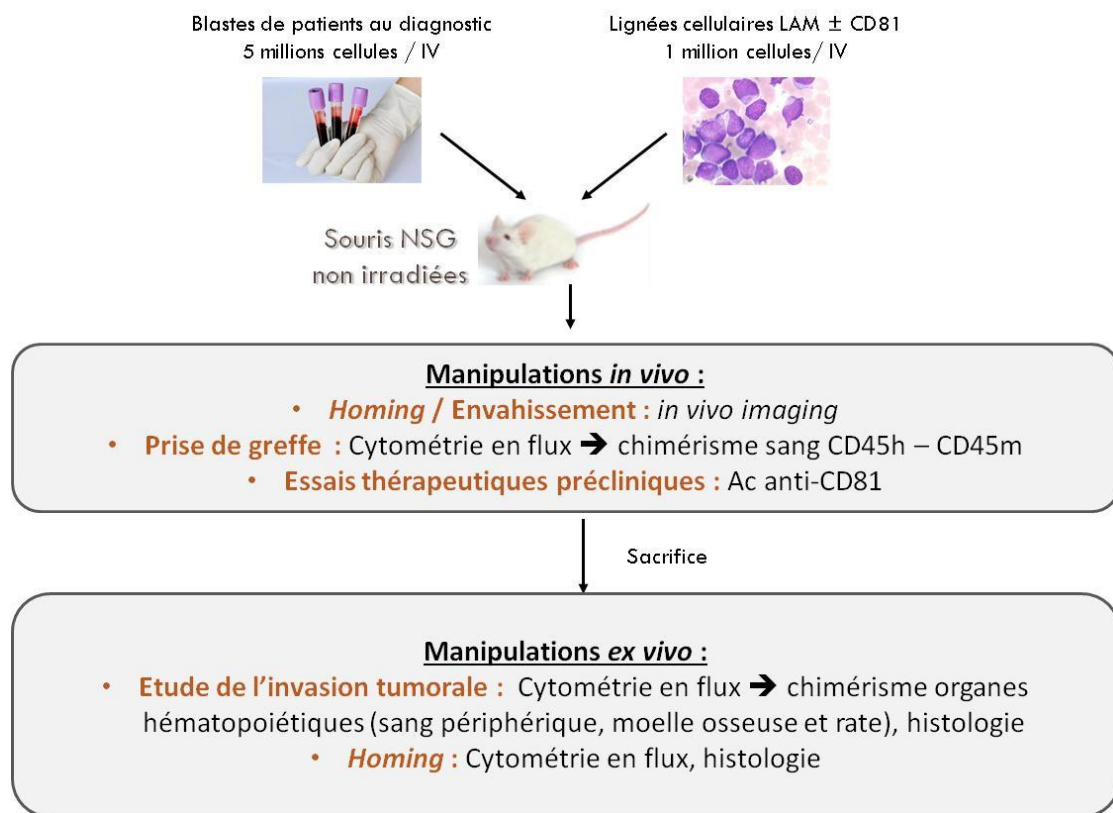 Blastes de patients au diagnostic
5 millions cellules / IV
Lignées cellulaires LAM ± CD81
1 million cellules/ IV
Souris NSG
non irradiées
Manipulations in vivo :
• Homing / Envahissement : in vivo imaging
• Prise de greffe : Cytométrie en flux ➔ chimérisme sang CD45h – CD45m
• Essais thérapeutiques précliniques : Ac anti-CD81
Sacrifice
Manipulations ex vivo :
• Etude de l'invasion tumorale : Cytométrie en flux ➔ chimérisme organes
hématopoiétiques (sang périphérique, moelle osseuse et rate), histologie
• Homing : Cytométrie en flux, histologie